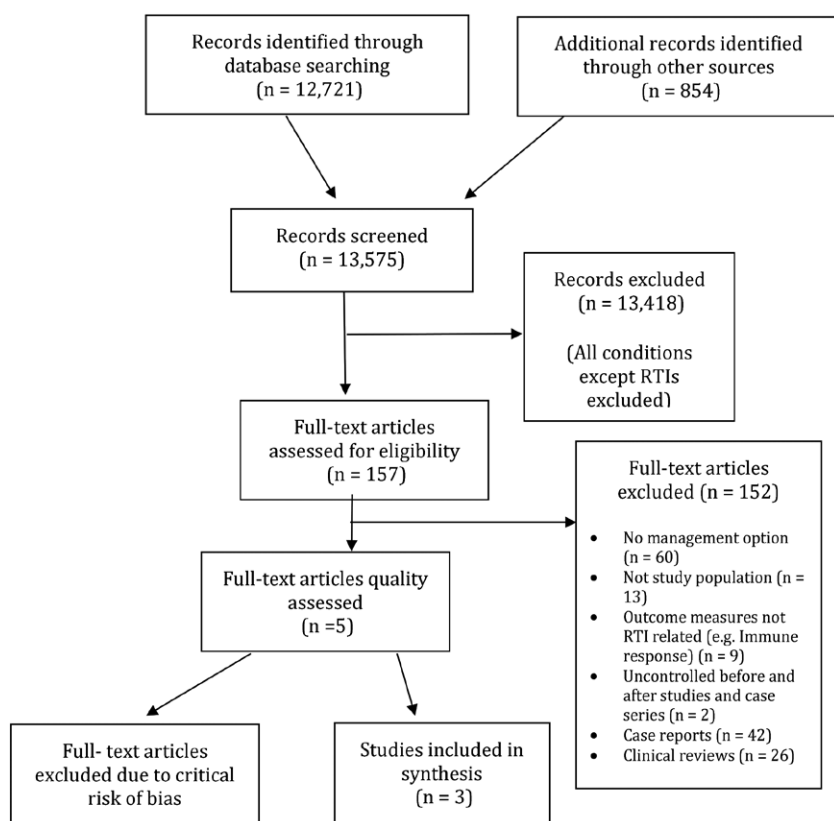 Records identified through
database searching
(n = 12,721)
Additional records identified
through other sources
(n = 854)
Records screened
(n = 13,575)
Records excluded
(n = 13,418)
(All conditions
except RTIs
excluded)
Full-text articles
assessed for eligibility
(n = 157)
Full-text articles
excluded (n = 152)
• No management option
(n = 60)
• Not study population (n =
13)
• Outcome measures not
RTI related (e.g. Immune
response) (n = 9)
• Uncontrolled before and
after studies and case
series (n = 2)
• Case reports (n = 42)
• Clinical reviews (n = 26)
Full-text articles quality
assessed
(n =5)
Full- text articles
excluded due to critical
risk of bias
Studies included in
synthesis
(n = 3)